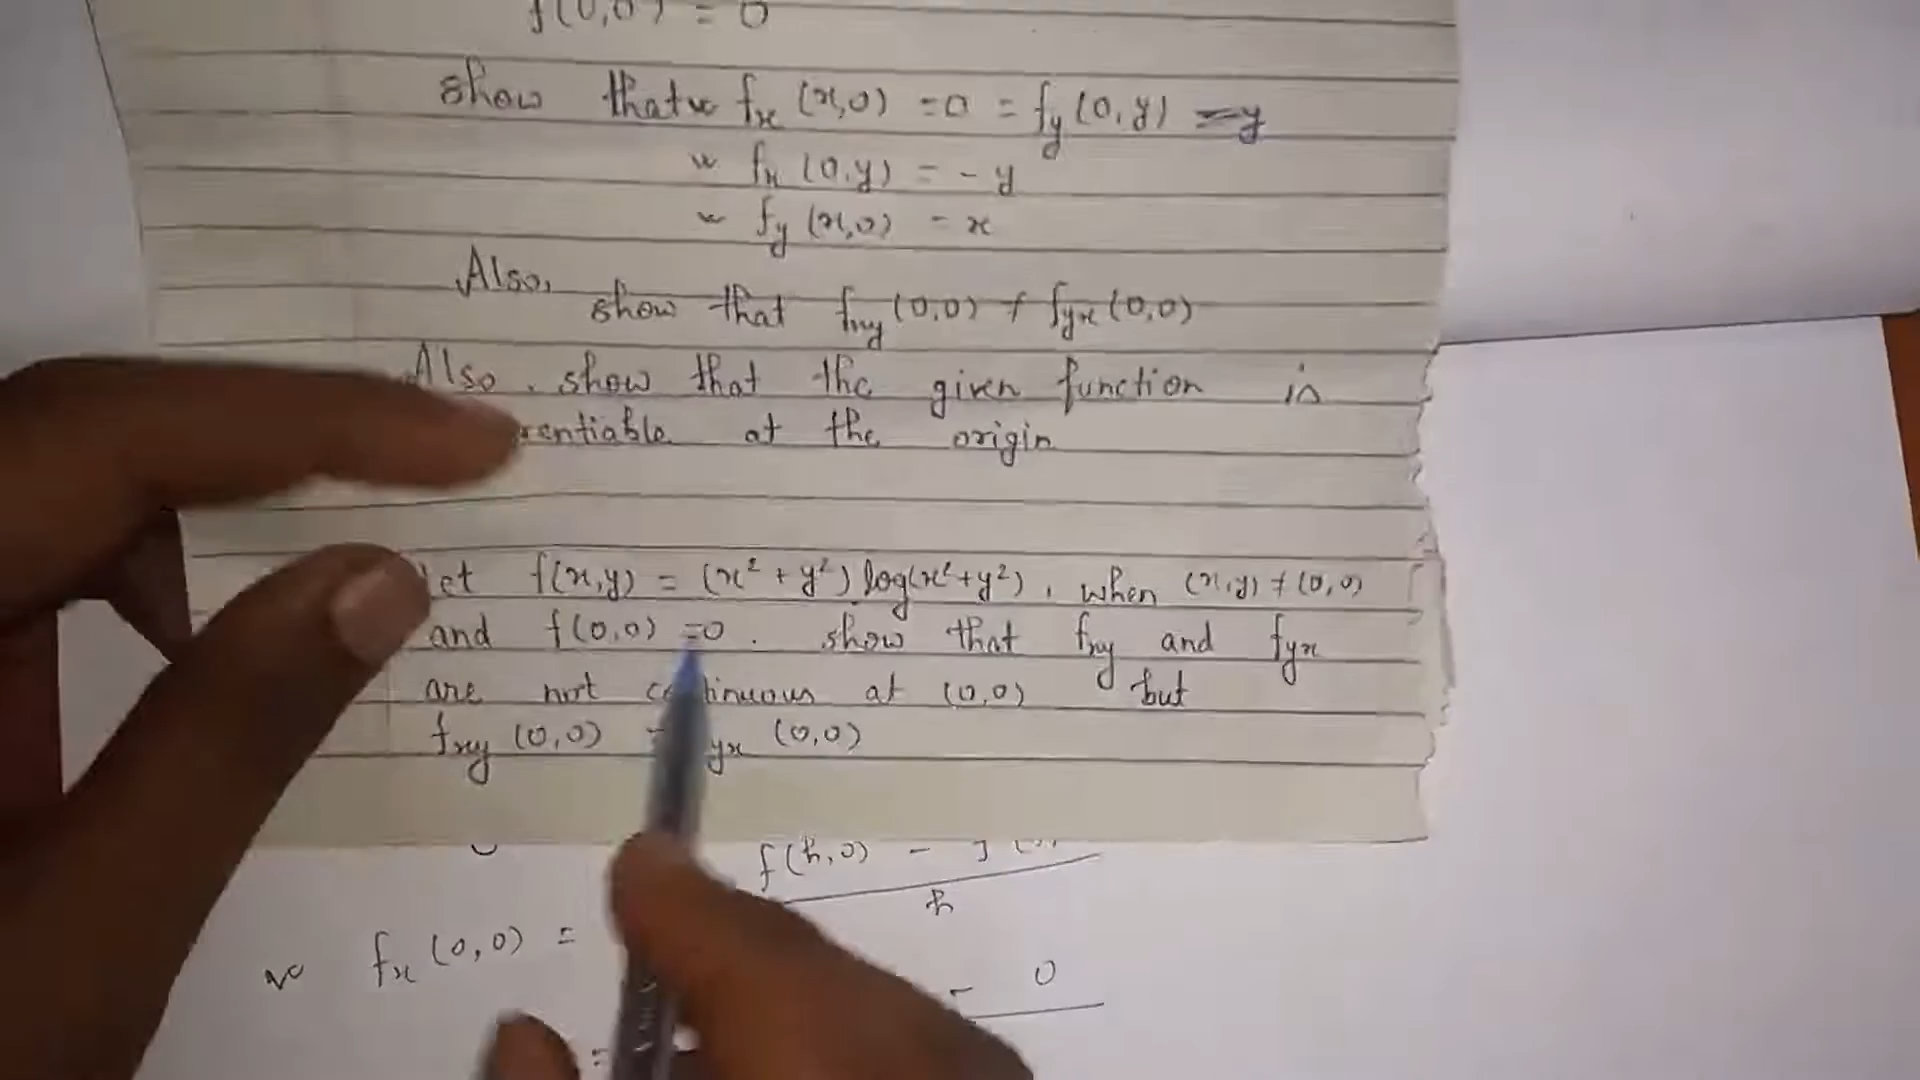 f(0,0) = 0
show that fx (x,0) = 0 = fy (0,y)
fx (0,y) = - y
fy (x,0) = x
Also,
show that fxy (0,0) ≠ fyx (0,0)
Also, show that the given function is
rentiable at the origin
let f(x,y) = (x² + y²) log(x²+y²), when (x,y) ≠ (0,0)
and f(0,0) =0. show that fxy and fyx
are not continuous at (0,0) but
fxy (0,0) = yx (0,0)
f(h,0) -
h
fx (0,0) =
- 0
=